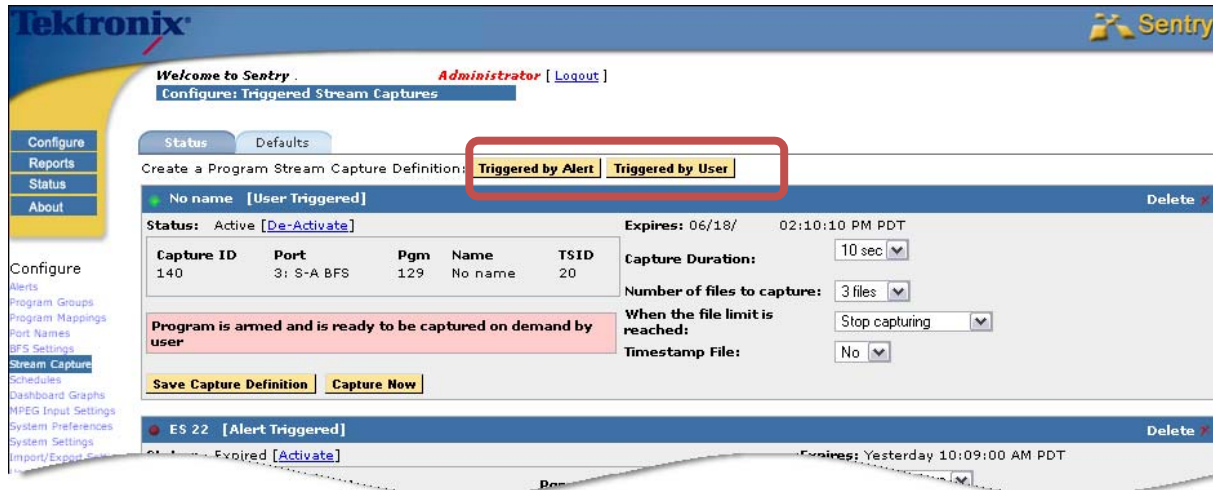 Tektronix
Sentry
Welcome to Sentry . Administrator [ Logout ]
Configure: Triggered Stream Captures
Configure
Reports
Status
About
Status Defaults
Create a Program Stream Capture Definition: Triggered by Alert Triggered by User
No name [User Triggered] Delete x
Status: Active [De-Activate]
Capture ID Port Pgm Name TSID
140 3: S-A BFS 129 No name 20
Program is armed and is ready to be captured on demand by
user
Save Capture Definition Capture Now
Expires: 06/18/ 02:10:10 PM PDT
Capture Duration: 10 sec
Number of files to capture: 3 files
When the file limit is
reached: Stop capturing
Timestamp File: No
Configure
Alerts
Program Groups
Program Mappings
Port Names
BFS Settings
Stream Capture
Schedules
Dashboard Graphs
MPEG Input Settings
System Preferences
System Settings
Import/Export
ES 22 [Alert Triggered] Delete x
Expired [Activate]
Expires: Yesterday 10:09:00 AM PDT